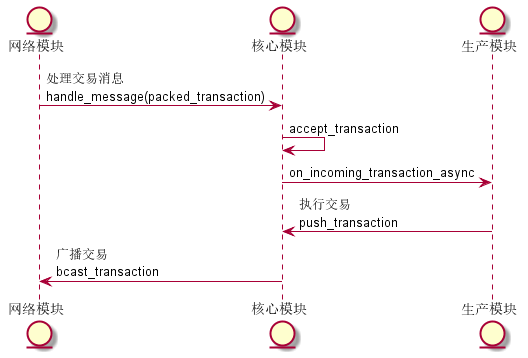 网络模块
核心模块
生产模块
处理交易消息
handle_message(packed_transaction)
accept_transaction
on_incoming_transaction_async
执行交易
push_transaction
广播交易
bcast_transaction
网络模块
核心模块
生产模块